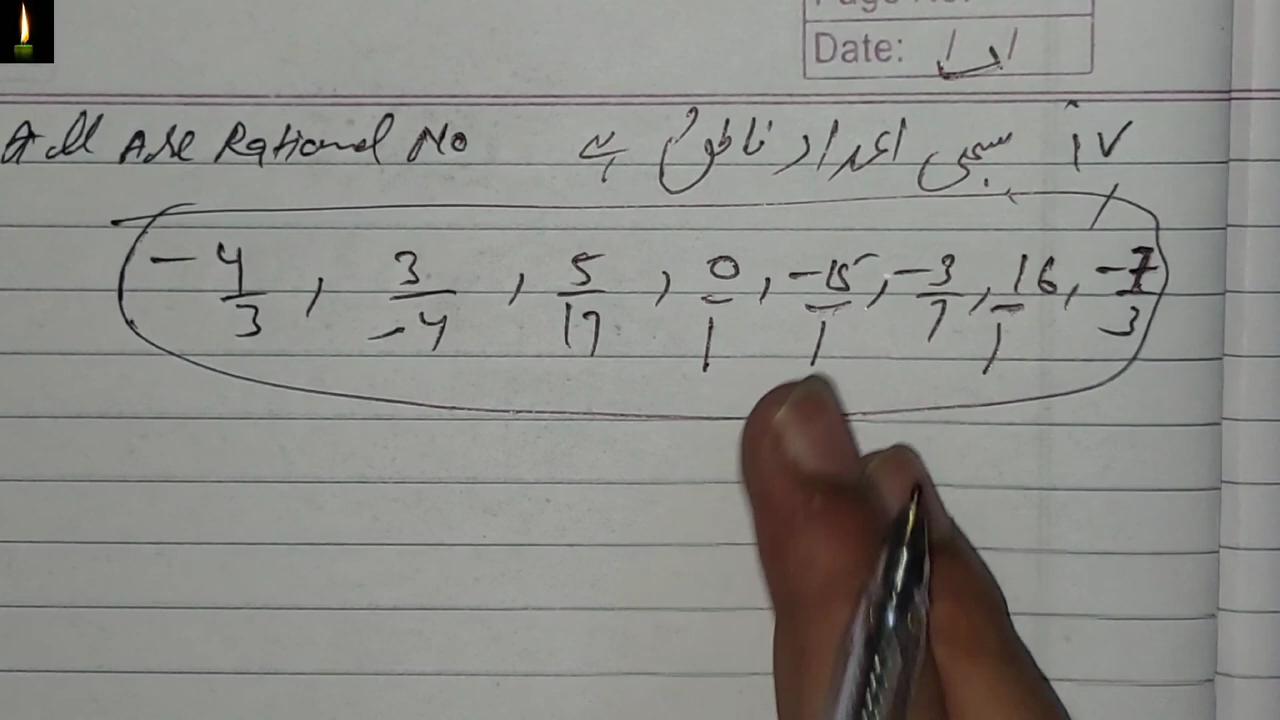 Date:
All Are Rational No سبھی اعداد ناطق ہے iv
-4/3 , 3/-4 , 5/17 , 0/1 , -15/1 , -3/7 , 16/1 , -7/3